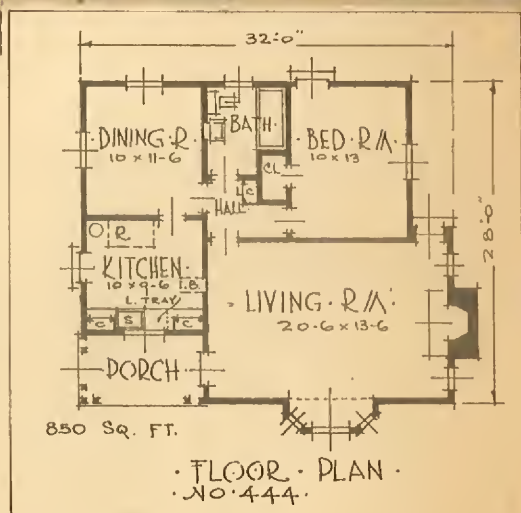 32'-0"
DINING·R·
10 x 11-6
BATH·
BED·R/M·
10 x 13
CL
C
HALL
28'-0"
R
KITCHEN·
10 x 9-6 I.B.
L. TRAY
C S C
LIVING·R/M·
20-6 x 13-6
PORCH
850 SQ. FT.
·FLOOR·PLAN·
·NO·444·